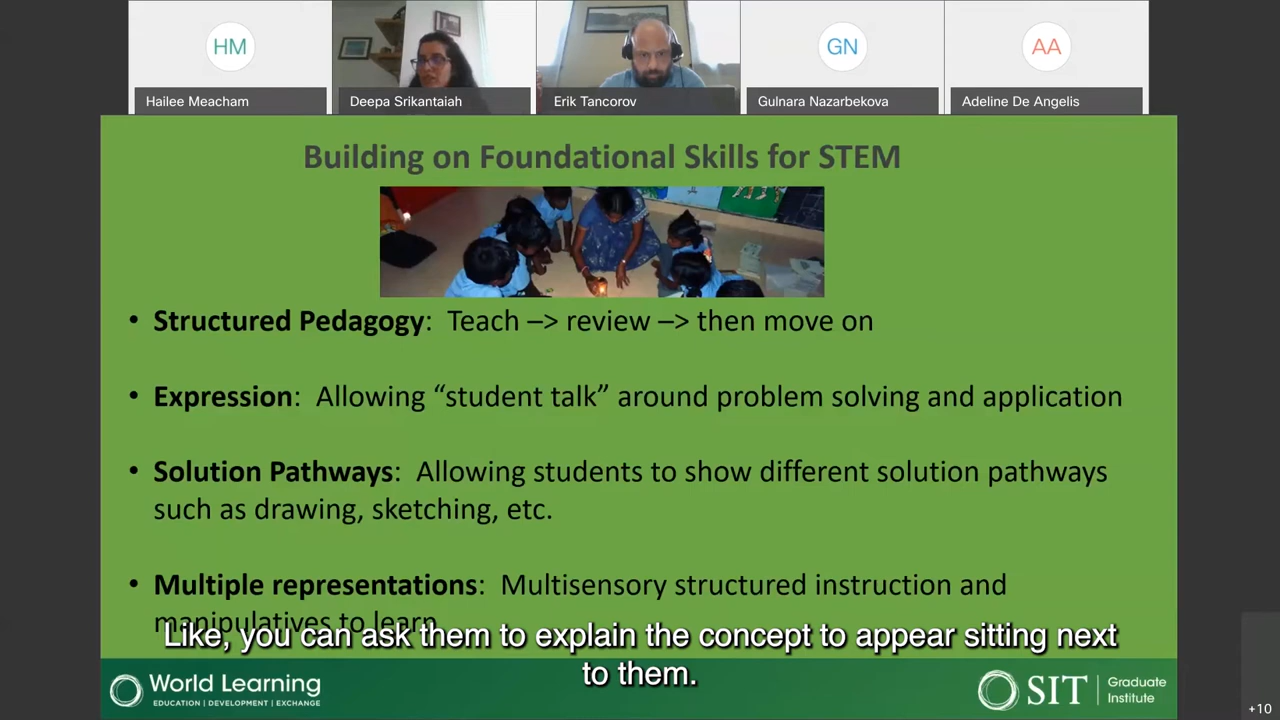 HM
GN
AA
Hailee Meacham
Deepa Srikantaiah
Erik Tancorov
Gulnara Nazarbekova
Adeline De Angelis
Building on Foundational Skills for STEM
• Structured Pedagogy: Teach –> review –> then move on
• Expression: Allowing “student talk” around problem solving and application
• Solution Pathways: Allowing students to show different solution pathways
such as drawing, sketching, etc.
• Multiple representations: Multisensory structured instruction and
manipulatives to learn
Like, you can ask them to explain the concept to appear sitting next
to them.
World Learning
EDUCATION | DEVELOPMENT | EXCHANGE
SIT | Graduate
Institute
+10